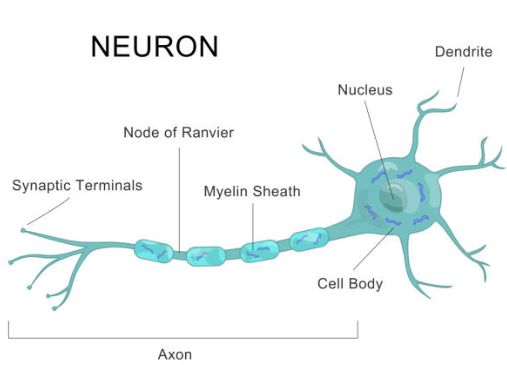 NEURON
Dendrite
Nucleus
Node of Ranvier
Synaptic Terminals
Myelin Sheath
Cell Body
Axon